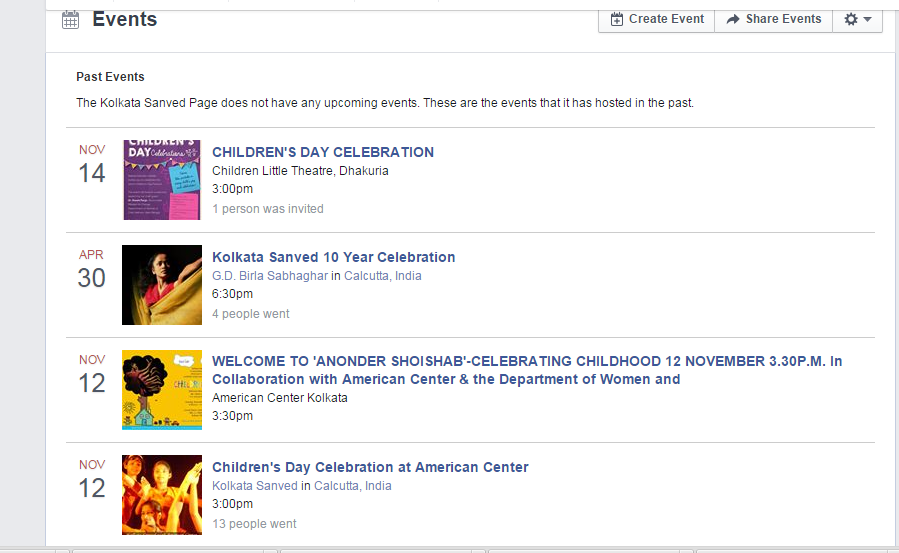 Events
Create Event
Share Events
Past Events
The Kolkata Sanved Page does not have any upcoming events. These are the events that it has hosted in the past.
NOV
14
CHILDREN'S
DAY Celebrations
CHILDREN'S DAY CELEBRATION
Children Little Theatre, Dhakuria
3:00pm
1 person was invited
APR
30
Kolkata Sanved 10 Year Celebration
G.D. Birla Sabhaghar in Calcutta, India
6:30pm
4 people went
NOV
12
WELCOME TO 'ANONDER SHOISHAB'-CELEBRATING CHILDHOOD 12 NOVEMBER 3.30P.M. In
Collaboration with American Center & the Department of Women and
American Center Kolkata
3:30pm
NOV
12
Children's Day Celebration at American Center
Kolkata Sanved in Calcutta, India
3:00pm
13 people went